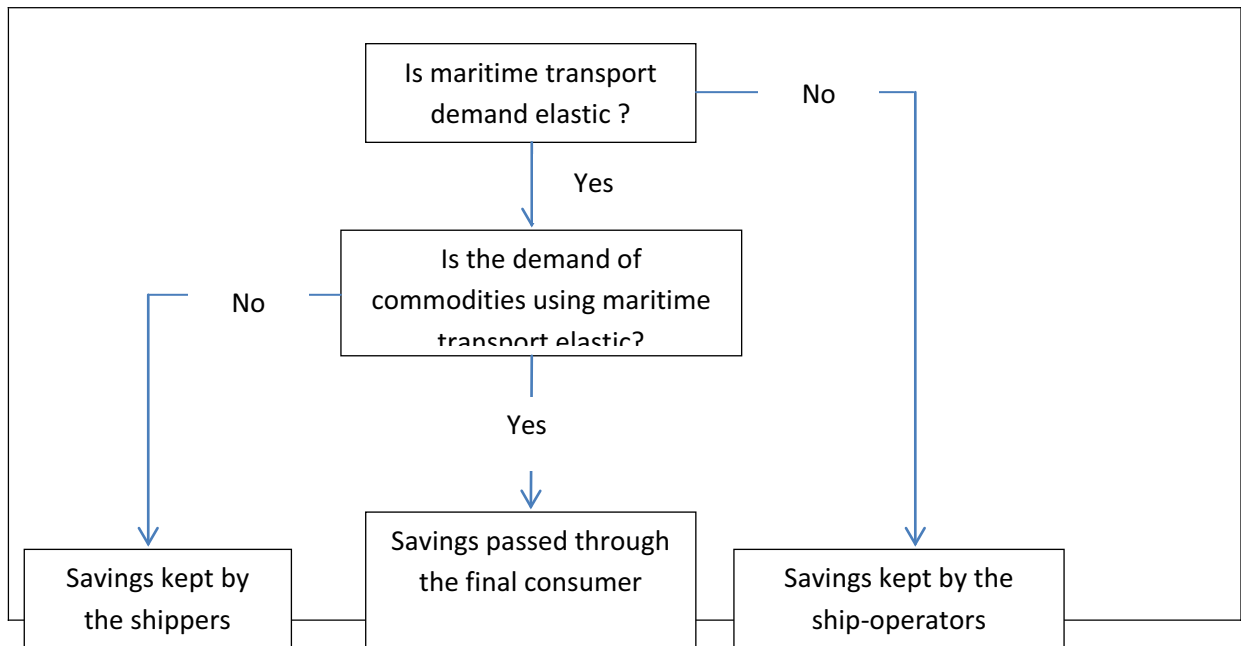 Is maritime transport
demand elastic ?
No
Yes
Is the demand of
commodities using maritime
transport elastic?
No
Yes
Savings passed through
the final consumer
Savings kept by
the shippers
Savings kept by the
ship-operators